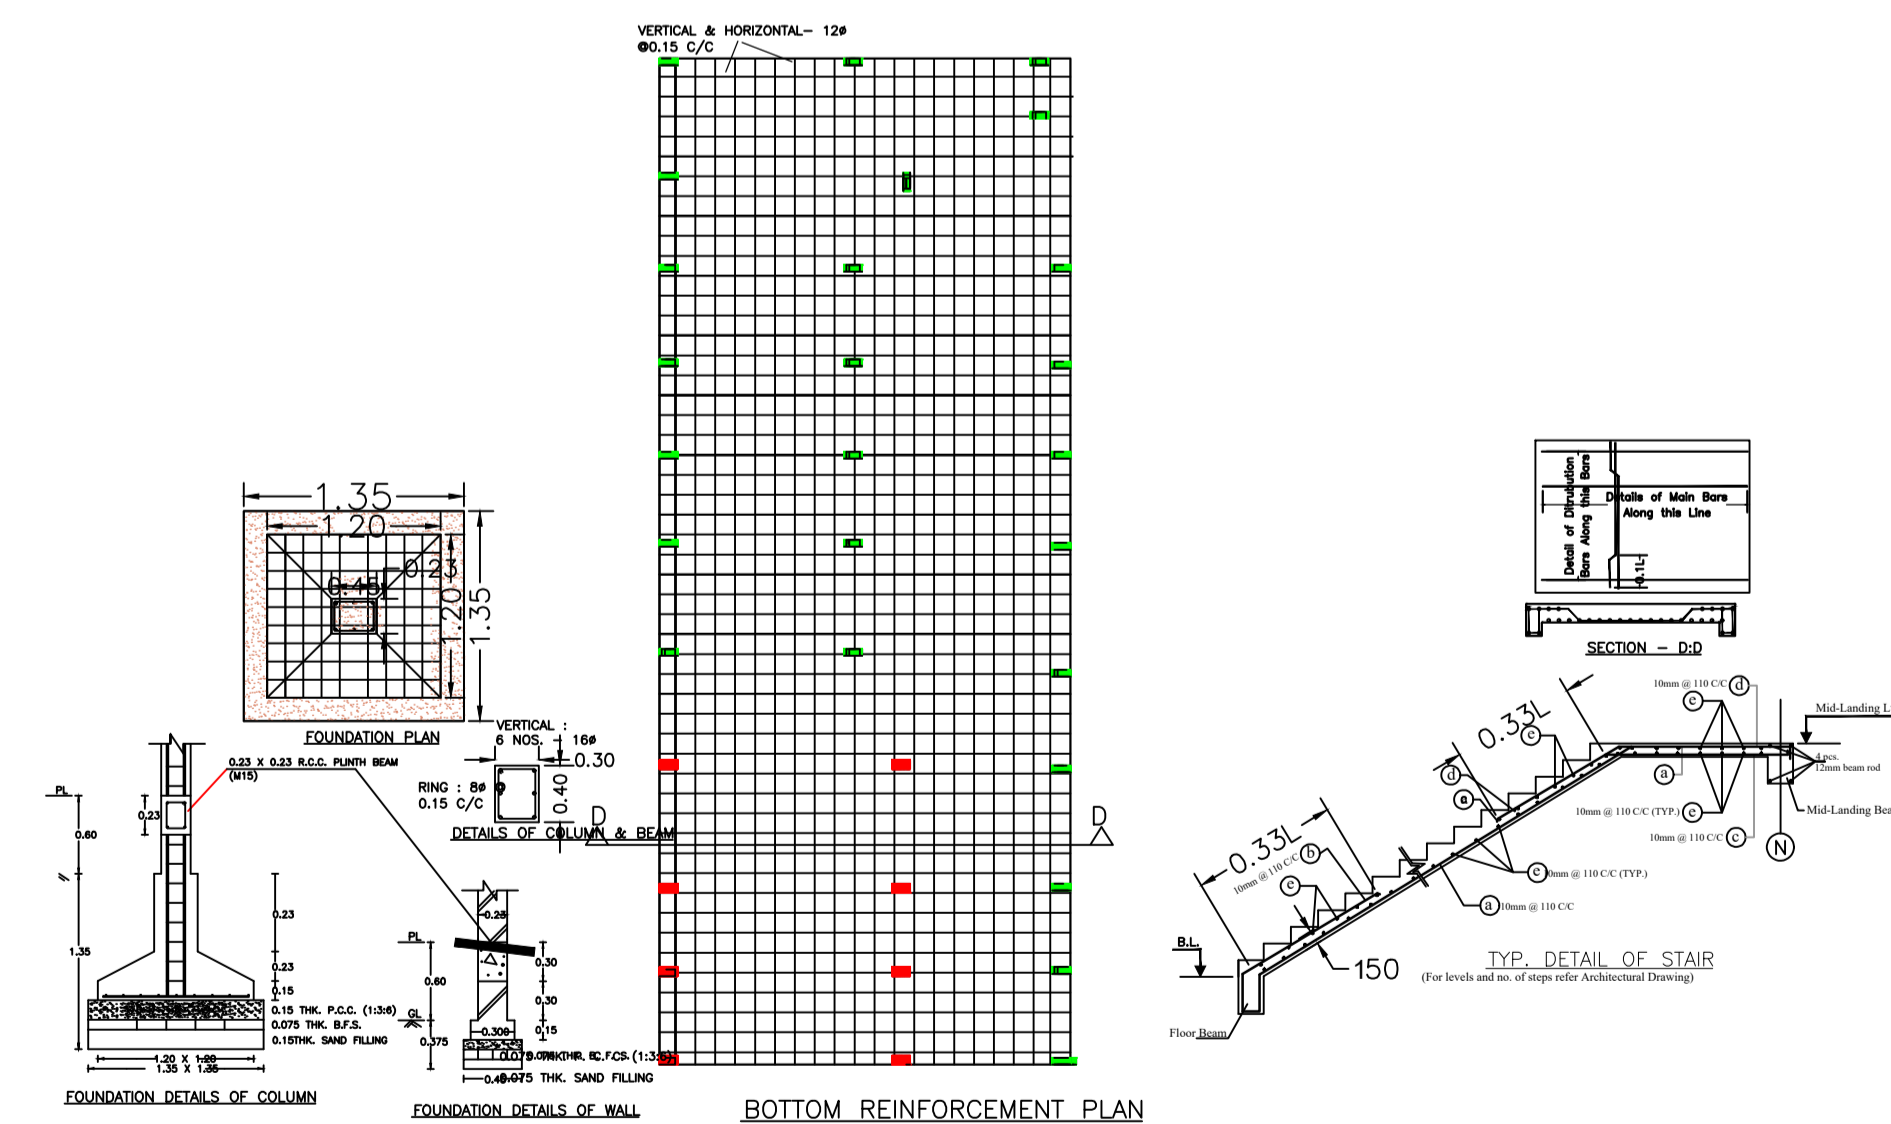 VERTICAL & HORIZONTAL- 12ø
@0.15 C/C
1.35
1.20
0.23
0.45
1.20
1.35
FOUNDATION PLAN
VERTICAL :
6 NOS. - 16ø
0.30
RING : 8ø
0.15 C/C
0.40
DETAILS OF COLUMN & BEAM
D
D
0.23 X 0.23 R.C.C. PLINTH BEAM
(M15)
PL
0.60
0.23
1.35
0.23
0.23
0.15
0.15 THK. P.C.C. (1:3:6)
0.075 THK. B.F.S.
0.15THK. SAND FILLING
1.20 X 1.20
1.35 X 1.35
FOUNDATION DETAILS OF COLUMN
0.23
PL
0.60
GL
0.375
0.30
0.30
0.15
0.300
0.075 THK. SAND FILLING
FOUNDATION DETAILS OF WALL
BOTTOM REINFORCEMENT PLAN
Detail of Ditrubution
Bars Along this Bars
Details of Main Bars
Along this Line
0.1L
SECTION - D:D
10mm @ 110 C/C d
e
Mid-Landing L
0.33L
e
d
a
a
4 pcs.
12mm beam rod
10mm @ 110 C/C (TYP.) e
Mid-Landing Bea
10mm @ 110 C/C c
N
0.33L
10mm @ 110 C/C b
e
e 0mm @ 110 C/C (TYP.)
a 10mm @ 110 C/C
B.L.
150
TYP. DETAIL OF STAIR
(For levels and no. of steps refer Architectural Drawing)
Floor Beam